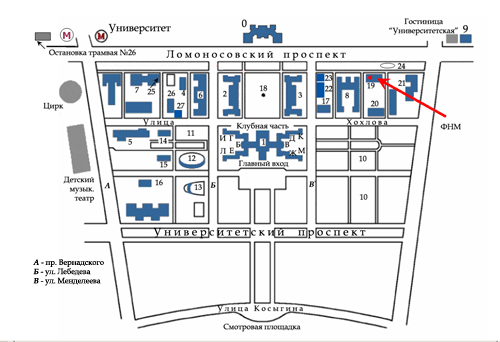 0
М
М Университет
Гостиница
"Университетская"
9
Остановка трамвая №26
Ломоносовский проспект
24
7
25
26
4
27
6
2
18
3
23
22
17
8
19
20
21
Цирк
Улица
Хохлова
ФНМ
5
14
11
15
12
Клубная часть
И Г
Б
Л Е
1
Д К
В
Ж М
Главный вход
10
Детский
музык.
театр
16
13
А
Б
В
10
Университетский проспект
А - пр. Вернадского
Б - ул. Лебедева
В - ул. Менделеева
Улица Косыгина
Смотровая площадка